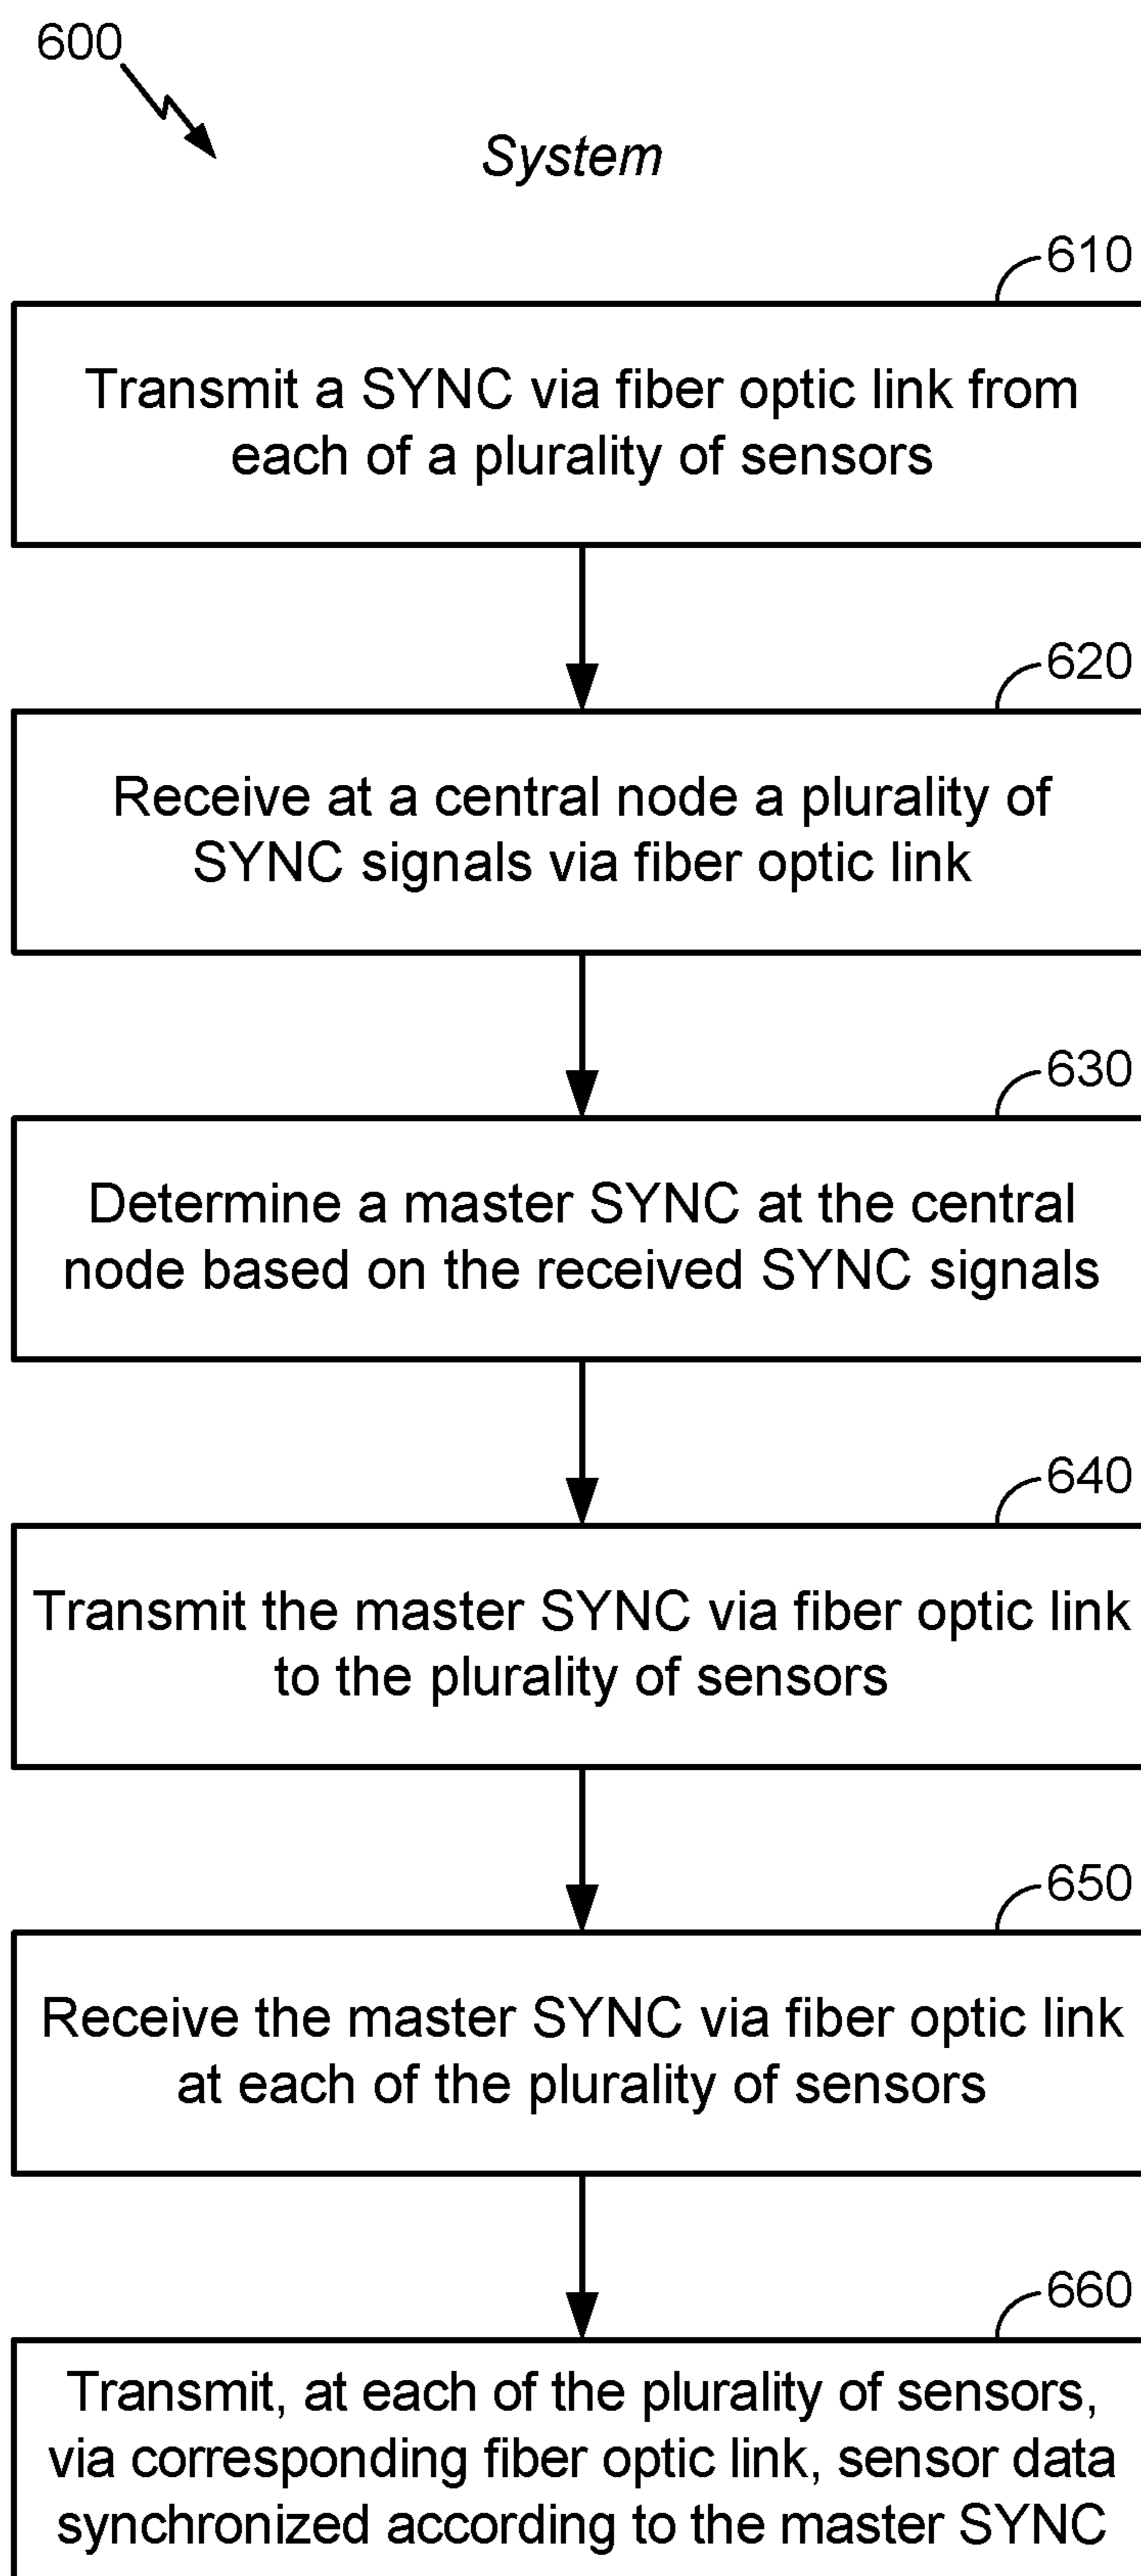 600
System
610
Transmit a SYNC via fiber optic link from
each of a plurality of sensors
620
Receive at a central node a plurality of
SYNC signals via fiber optic link
630
Determine a master SYNC at the central
node based on the received SYNC signals
640
Transmit the master SYNC via fiber optic link
to the plurality of sensors
650
Receive the master SYNC via fiber optic link
at each of the plurality of sensors
660
Transmit, at each of the plurality of sensors,
via corresponding fiber optic link, sensor data
synchronized according to the master SYNC